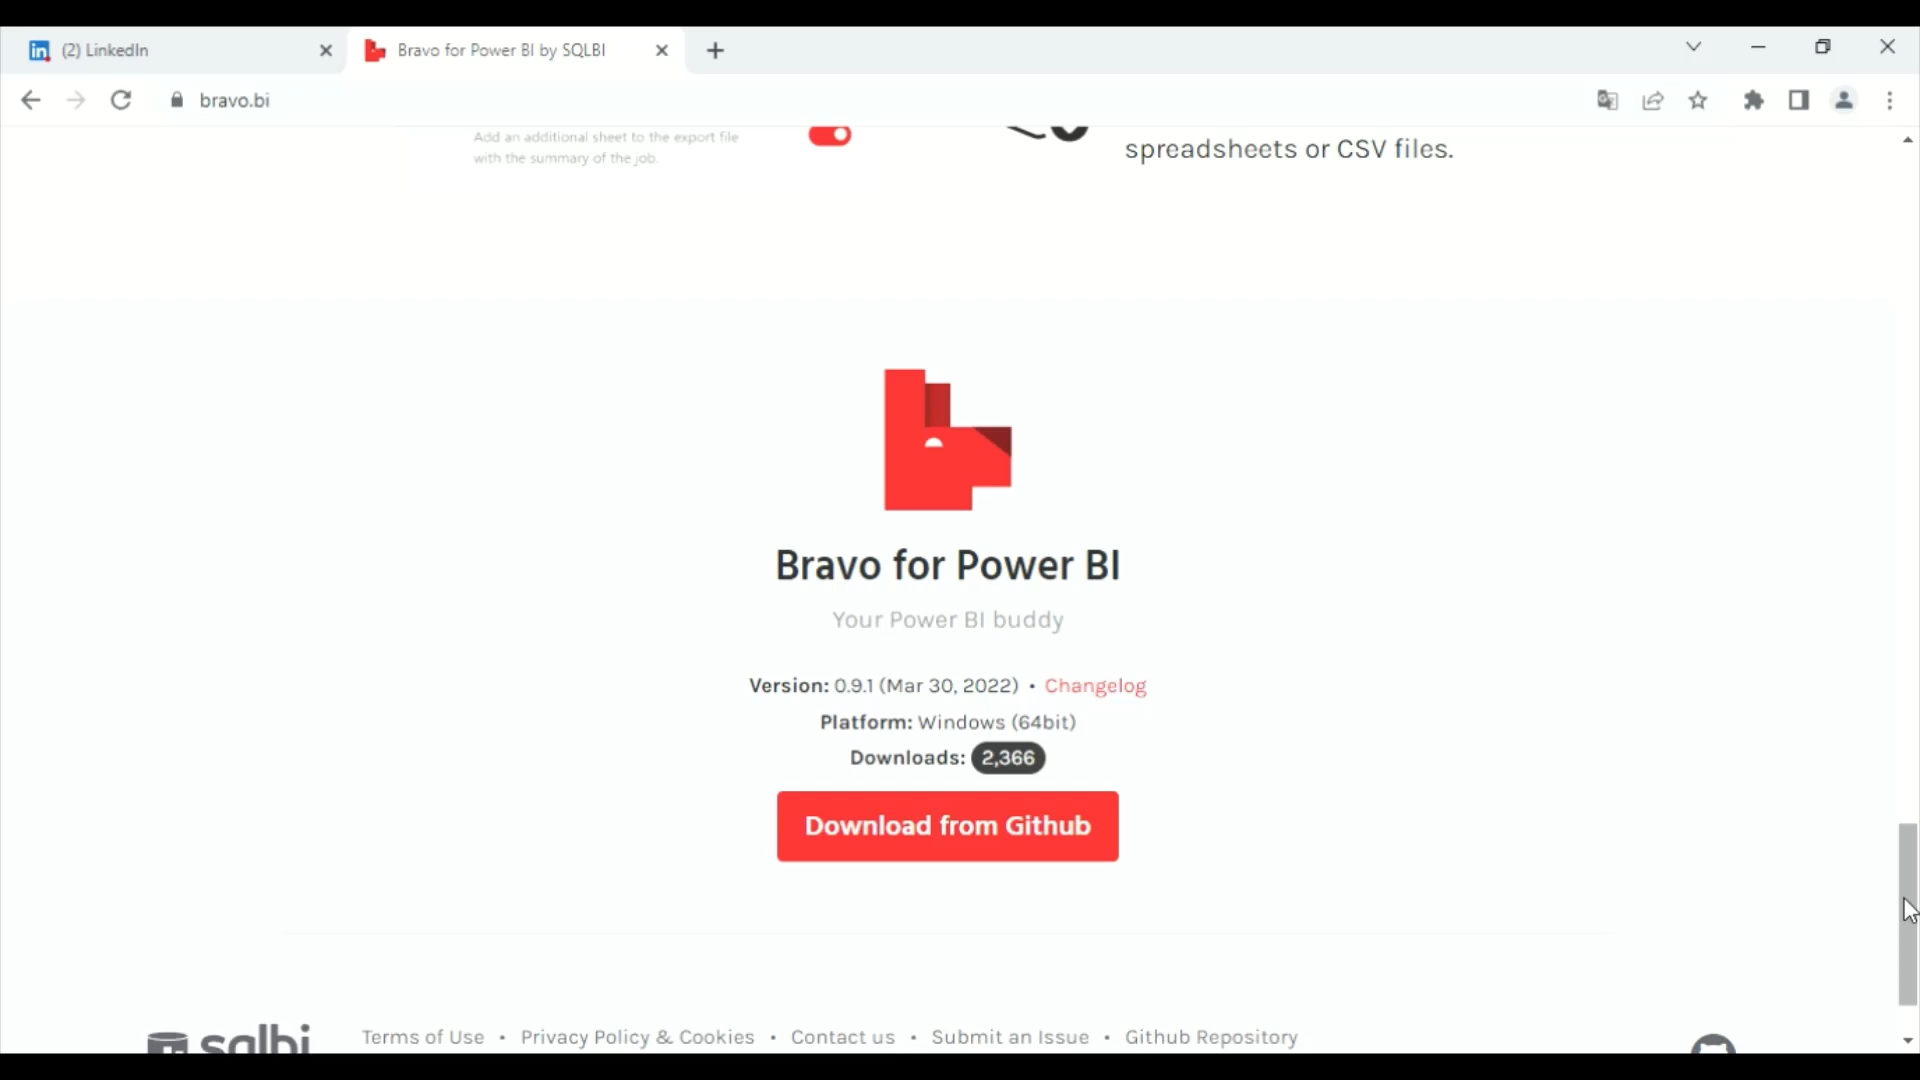 (2) LinkedIn
Bravo for Power BI by SQLBI
bravo.bi
Add an additional sheet to the export file
with the summary of the job.
spreadsheets or CSV files.
Bravo for Power BI
Your Power BI buddy
Version: 0.9.1 (Mar 30, 2022) • Changelog
Platform: Windows (64bit)
Downloads: 2,366
Download from Github
sqlbi
Terms of Use • Privacy Policy & Cookies • Contact us • Submit an Issue • Github Repository